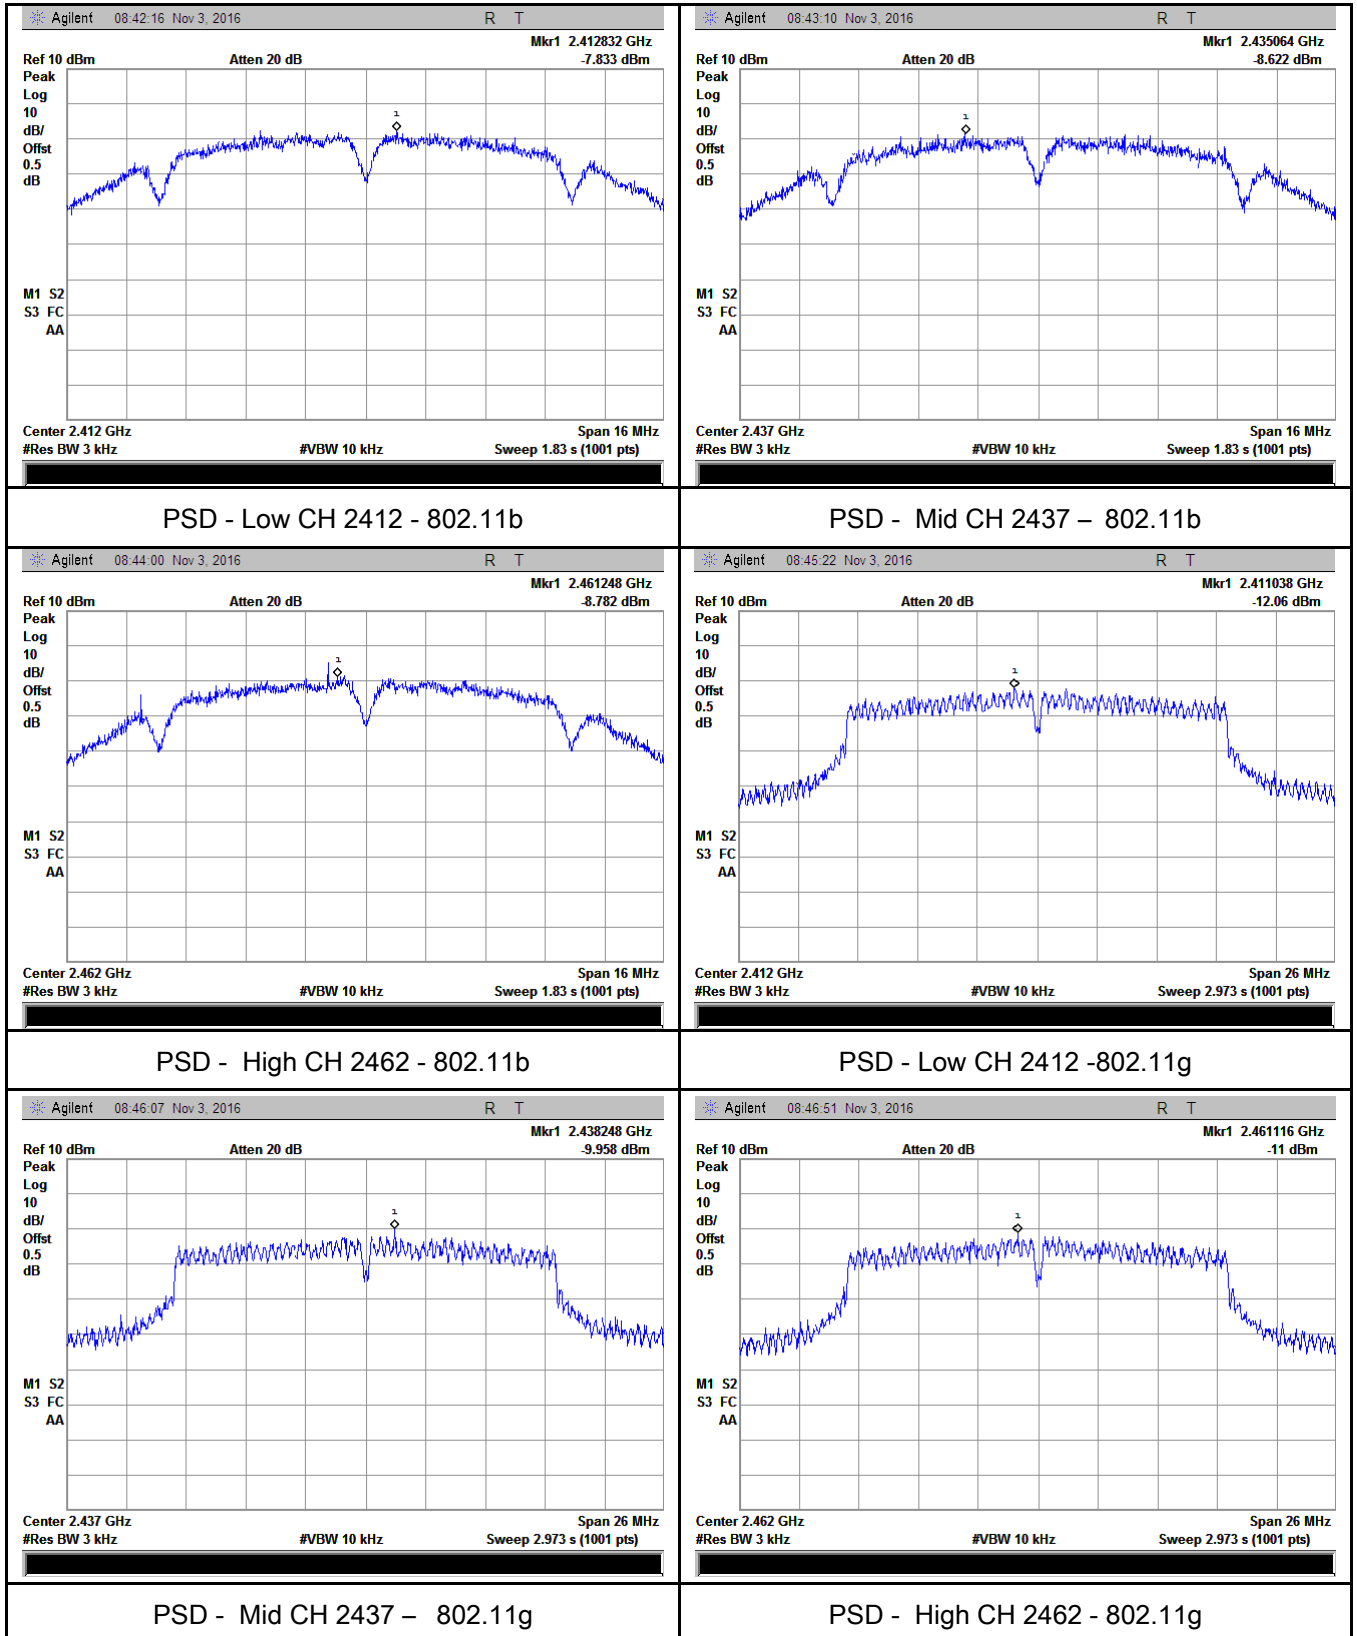 Agilent 08:42:16 Nov 3, 2016 R T
Mkr1 2.412832 GHz
Ref 10 dBm Atten 20 dB -7.833 dBm
Peak
Log
10
dB/
Offst
0.5
dB
1
M1 S2
S3 FC
AA
Center 2.412 GHz Span 16 MHz
#Res BW 3 kHz #VBW 10 kHz Sweep 1.83 s (1001 pts)
PSD - Low CH 2412 - 802.11b
Agilent 08:43:10 Nov 3, 2016 R T
Mkr1 2.435064 GHz
Ref 10 dBm Atten 20 dB -8.622 dBm
Peak
Log
10
dB/
Offst
0.5
dB
1
M1 S2
S3 FC
AA
Center 2.437 GHz Span 16 MHz
#Res BW 3 kHz #VBW 10 kHz Sweep 1.83 s (1001 pts)
PSD - Mid CH 2437 – 802.11b
Agilent 08:44:00 Nov 3, 2016 R T
Mkr1 2.461248 GHz
Ref 10 dBm Atten 20 dB -8.782 dBm
Peak
Log
10
dB/
Offst
0.5
dB
1
M1 S2
S3 FC
AA
Center 2.462 GHz Span 16 MHz
#Res BW 3 kHz #VBW 10 kHz Sweep 1.83 s (1001 pts)
PSD - High CH 2462 - 802.11b
Agilent 08:45:22 Nov 3, 2016 R T
Mkr1 2.411038 GHz
Ref 10 dBm Atten 20 dB -12.06 dBm
Peak
Log
10
dB/
Offst
0.5
dB
1
M1 S2
S3 FC
AA
Center 2.412 GHz Span 26 MHz
#Res BW 3 kHz #VBW 10 kHz Sweep 2.973 s (1001 pts)
PSD - Low CH 2412 -802.11g
Agilent 08:46:07 Nov 3, 2016 R T
Mkr1 2.438248 GHz
Ref 10 dBm Atten 20 dB -9.958 dBm
Peak
Log
10
dB/
Offst
0.5
dB
1
M1 S2
S3 FC
AA
Center 2.437 GHz Span 26 MHz
#Res BW 3 kHz #VBW 10 kHz Sweep 2.973 s (1001 pts)
PSD - Mid CH 2437 – 802.11g
Agilent 08:46:51 Nov 3, 2016 R T
Mkr1 2.461116 GHz
Ref 10 dBm Atten 20 dB -11 dBm
Peak
Log
10
dB/
Offst
0.5
dB
1
M1 S2
S3 FC
AA
Center 2.462 GHz Span 26 MHz
#Res BW 3 kHz #VBW 10 kHz Sweep 2.973 s (1001 pts)
PSD - High CH 2462 - 802.11g